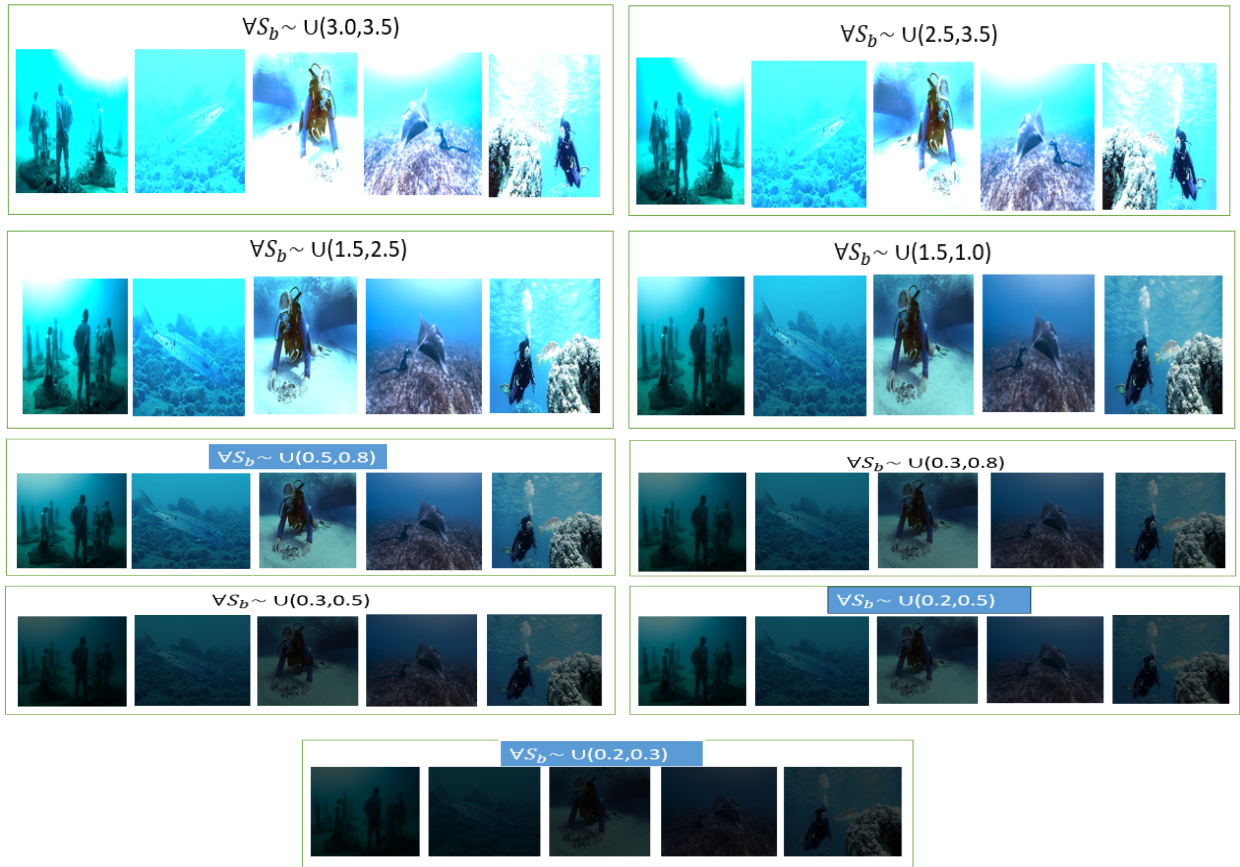 ∀S_b ~ U(3.0,3.5)
∀S_b ~ U(2.5,3.5)
∀S_b ~ U(1.5,2.5)
∀S_b ~ U(1.5,1.0)
∀S_b ~ U(0.5,0.8)
∀S_b ~ U(0.3,0.8)
∀S_b ~ U(0.3,0.5)
∀S_b ~ U(0.2,0.5)
∀S_b ~ U(0.2,0.3)